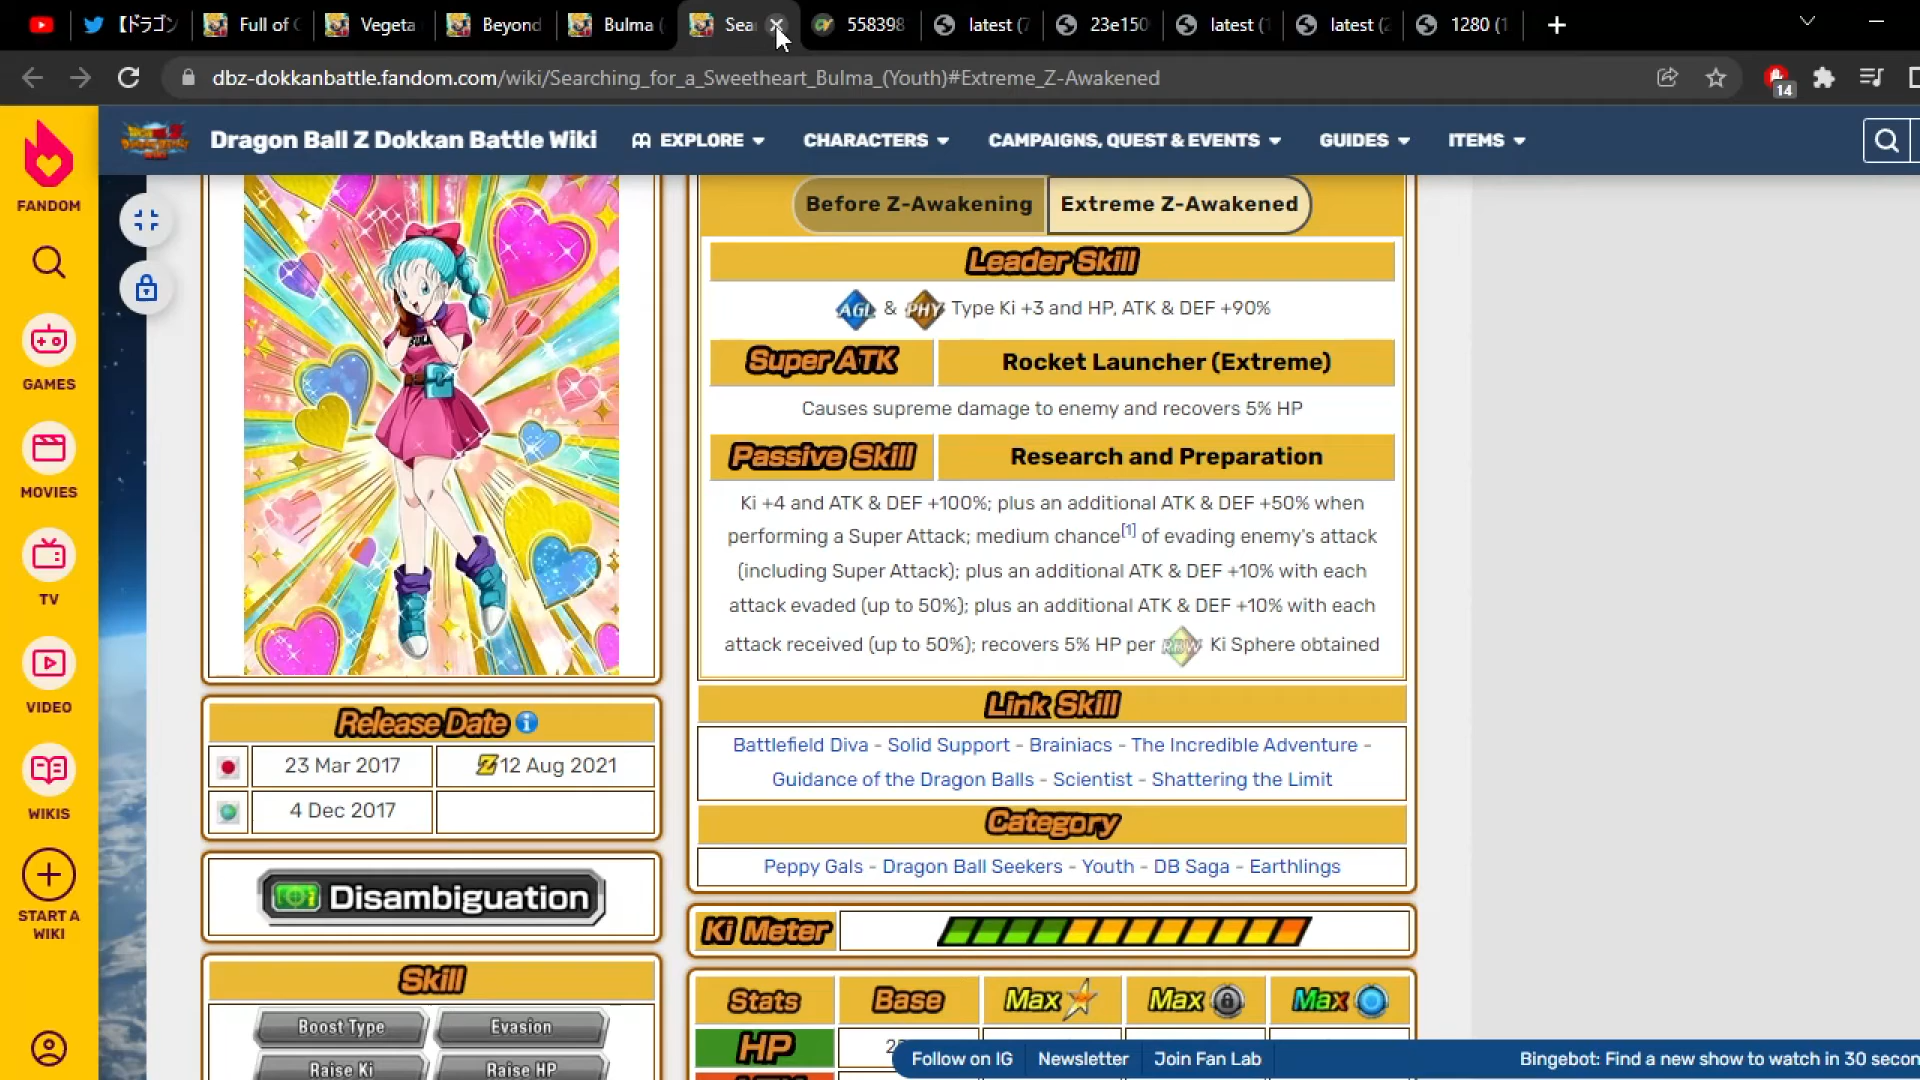 【ドラゴン
Full of
Vegeta
Beyond
Bulma (
Sea
558398
latest (7
23e150
latest (
latest (2
1280 (1
dbz-dokkanbattle.fandom.com/wiki/Searching_for_a_Sweetheart_Bulma_(Youth)#Extreme_Z-Awakened
14
Dragon Ball Z Dokkan Battle Wiki
EXPLORE
CHARACTERS
CAMPAIGNS, QUEST & EVENTS
GUIDES
ITEMS
FANDOM
GAMES
MOVIES
TV
VIDEO
WIKIS
START A
WIKI
Before Z-Awakening
Extreme Z-Awakened
Leader Skill
AGL & PHY Type Ki +3 and HP, ATK & DEF +90%
Super ATK
Rocket Launcher (Extreme)
Causes supreme damage to enemy and recovers 5% HP
Passive Skill
Research and Preparation
Ki +4 and ATK & DEF +100%; plus an additional ATK & DEF +50% when
performing a Super Attack; medium chance[1] of evading enemy's attack
(including Super Attack); plus an additional ATK & DEF +10% with each
attack evaded (up to 50%); plus an additional ATK & DEF +10% with each
attack received (up to 50%); recovers 5% HP per RBW Ki Sphere obtained
Link Skill
Battlefield Diva - Solid Support - Brainiacs - The Incredible Adventure -
Guidance of the Dragon Balls - Scientist - Shattering the Limit
Category
Peppy Gals - Dragon Ball Seekers - Youth - DB Saga - Earthlings
Release Date
23 Mar 2017
Z 12 Aug 2021
4 Dec 2017
Disambiguation
Skill
Boost Type
Evasion
Raise Ki
Raise HP
Ki Meter
Stats
Base
Max
Max
Max
HP
Follow on IG
Newsletter
Join Fan Lab
Bingebot: Find a new show to watch in 30 secon